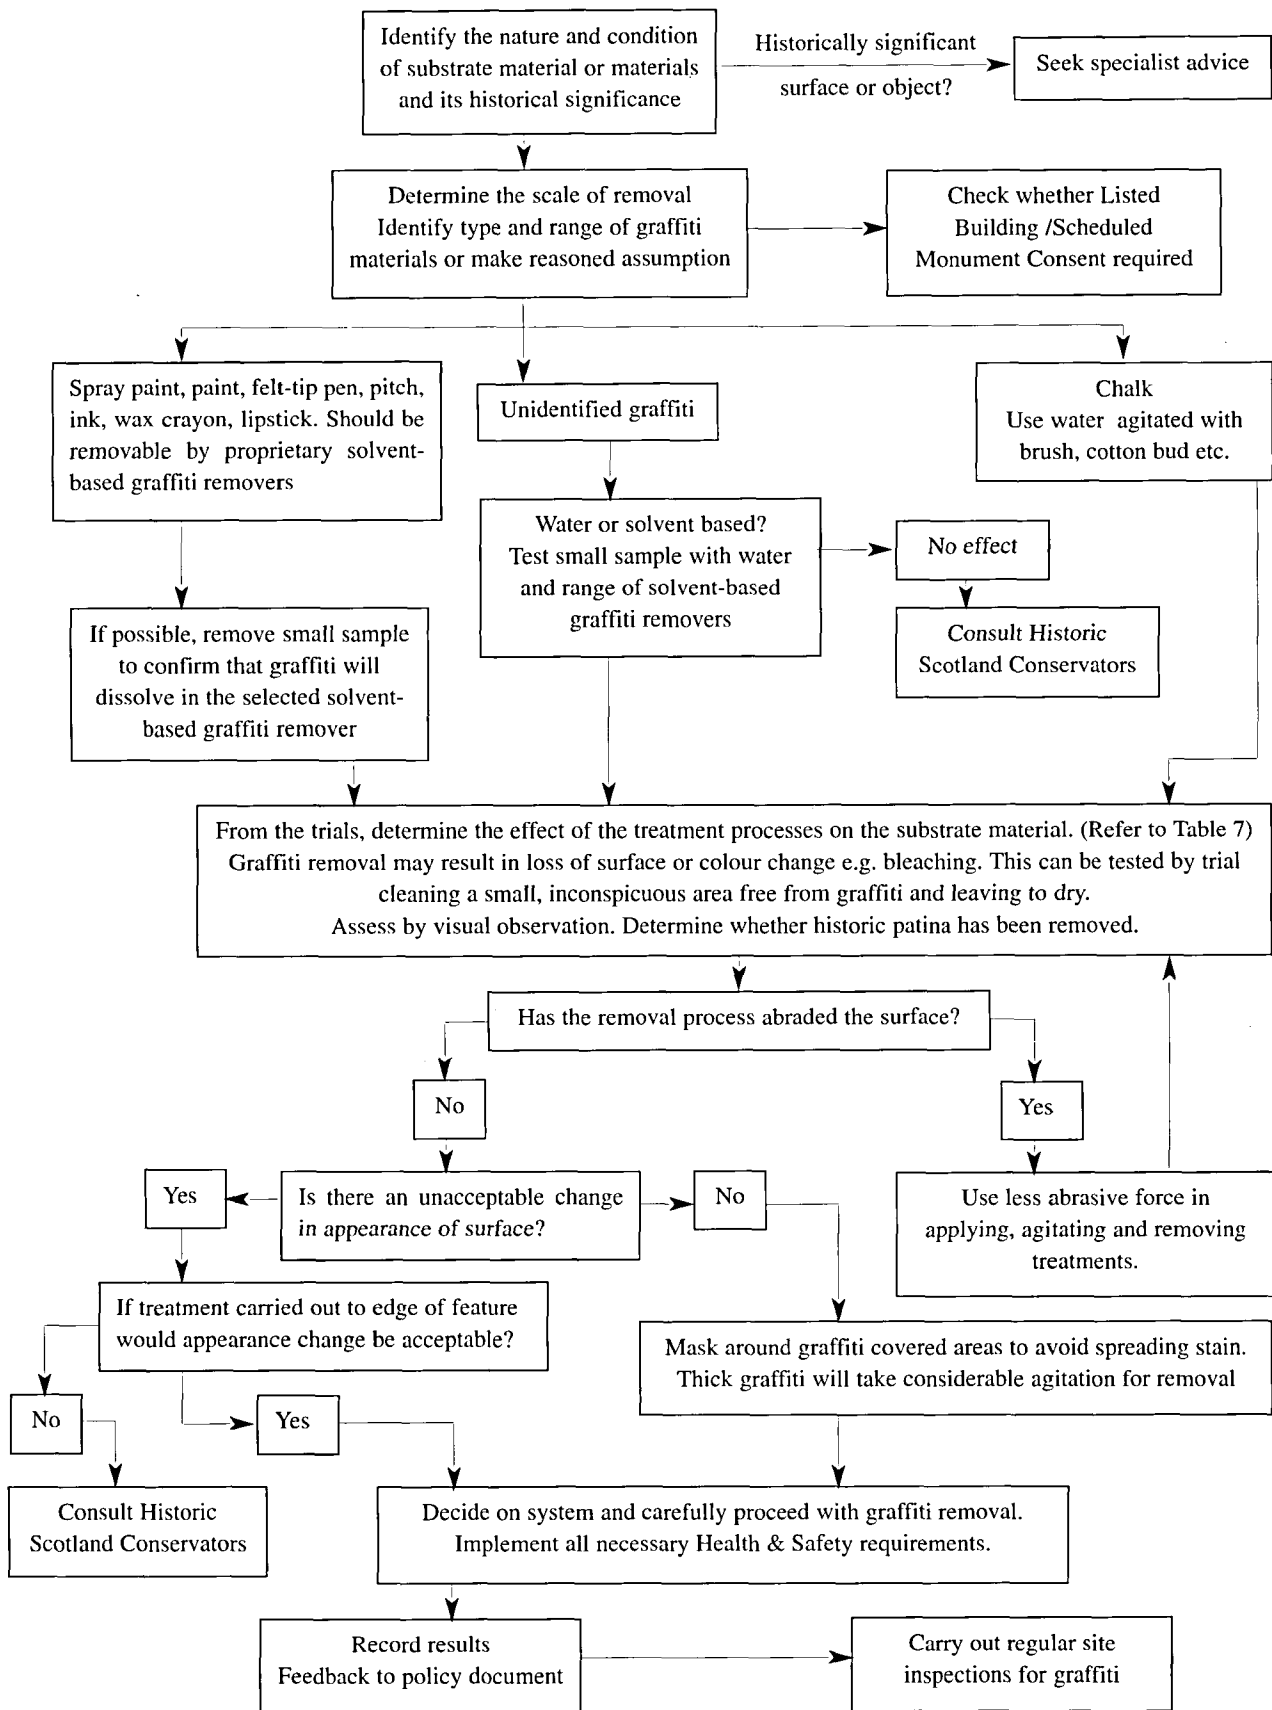 Identify the nature and condition
of substrate material or materials
and its historical significance
Historically significant
surface or object?
Seek specialist advice
Determine the scale of removal
Identify type and range of graffiti
materials or make reasoned assumption
Check whether Listed
Building /Scheduled
Monument Consent required
Spray paint, paint, felt-tip pen, pitch,
ink, wax crayon, lipstick. Should be
removable by proprietary solvent-
based graffiti removers
Unidentified graffiti
Chalk
Use water agitated with
brush, cotton bud etc.
Water or solvent based?
Test small sample with water
and range of solvent-based
graffiti removers
No effect
Consult Historic
Scotland Conservators
If possible, remove small sample
to confirm that graffiti will
dissolve in the selected solvent-
based graffiti remover
From the trials, determine the effect of the treatment processes on the substrate material. (Refer to Table 7)
Graffiti removal may result in loss of surface or colour change e.g. bleaching. This can be tested by trial
cleaning a small, inconspicuous area free from graffiti and leaving to dry.
Assess by visual observation. Determine whether historic patina has been removed.
Has the removal process abraded the surface?
No
Yes
Yes
Is there an unacceptable change
in appearance of surface?
No
Use less abrasive force in
applying, agitating and removing
treatments.
If treatment carried out to edge of feature
would appearance change be acceptable?
Mask around graffiti covered areas to avoid spreading stain.
Thick graffiti will take considerable agitation for removal
No
Yes
Consult Historic
Scotland Conservators
Decide on system and carefully proceed with graffiti removal.
Implement all necessary Health & Safety requirements.
Record results
Feedback to policy document
Carry out regular site
inspections for graffiti